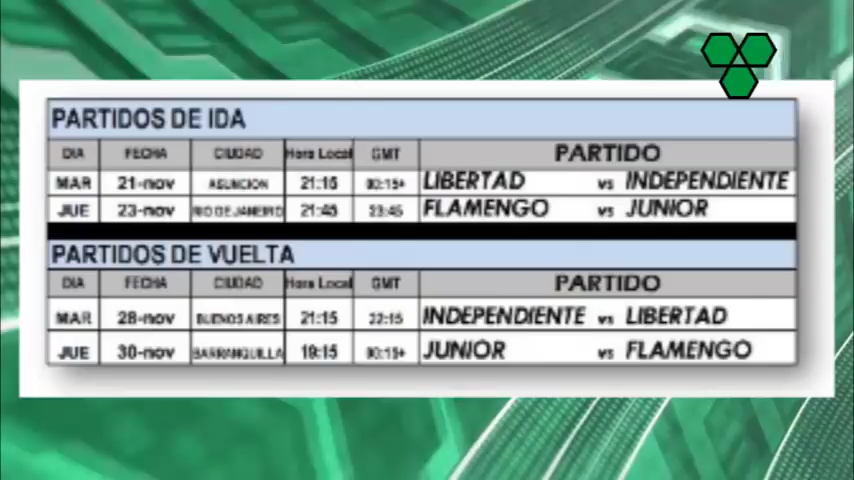 PARTIDOS DE IDA
DIA FECHA CIUDAD Hora Local GMT PARTIDO
MAR 21-nov ASUNCION 21:15 00:15+ LIBERTAD vs INDEPENDIENTE
JUE 23-nov RIO DE JANEIRO 21:45 23:45 FLAMENGO vs JUNIOR
PARTIDOS DE VUELTA
DIA FECHA CIUDAD Hora Local GMT PARTIDO
MAR 28-nov BUENOS AIRES 21:15 22:15 INDEPENDIENTE vs LIBERTAD
JUE 30-nov BARRANQUILLA 19:15 00:15+ JUNIOR vs FLAMENGO